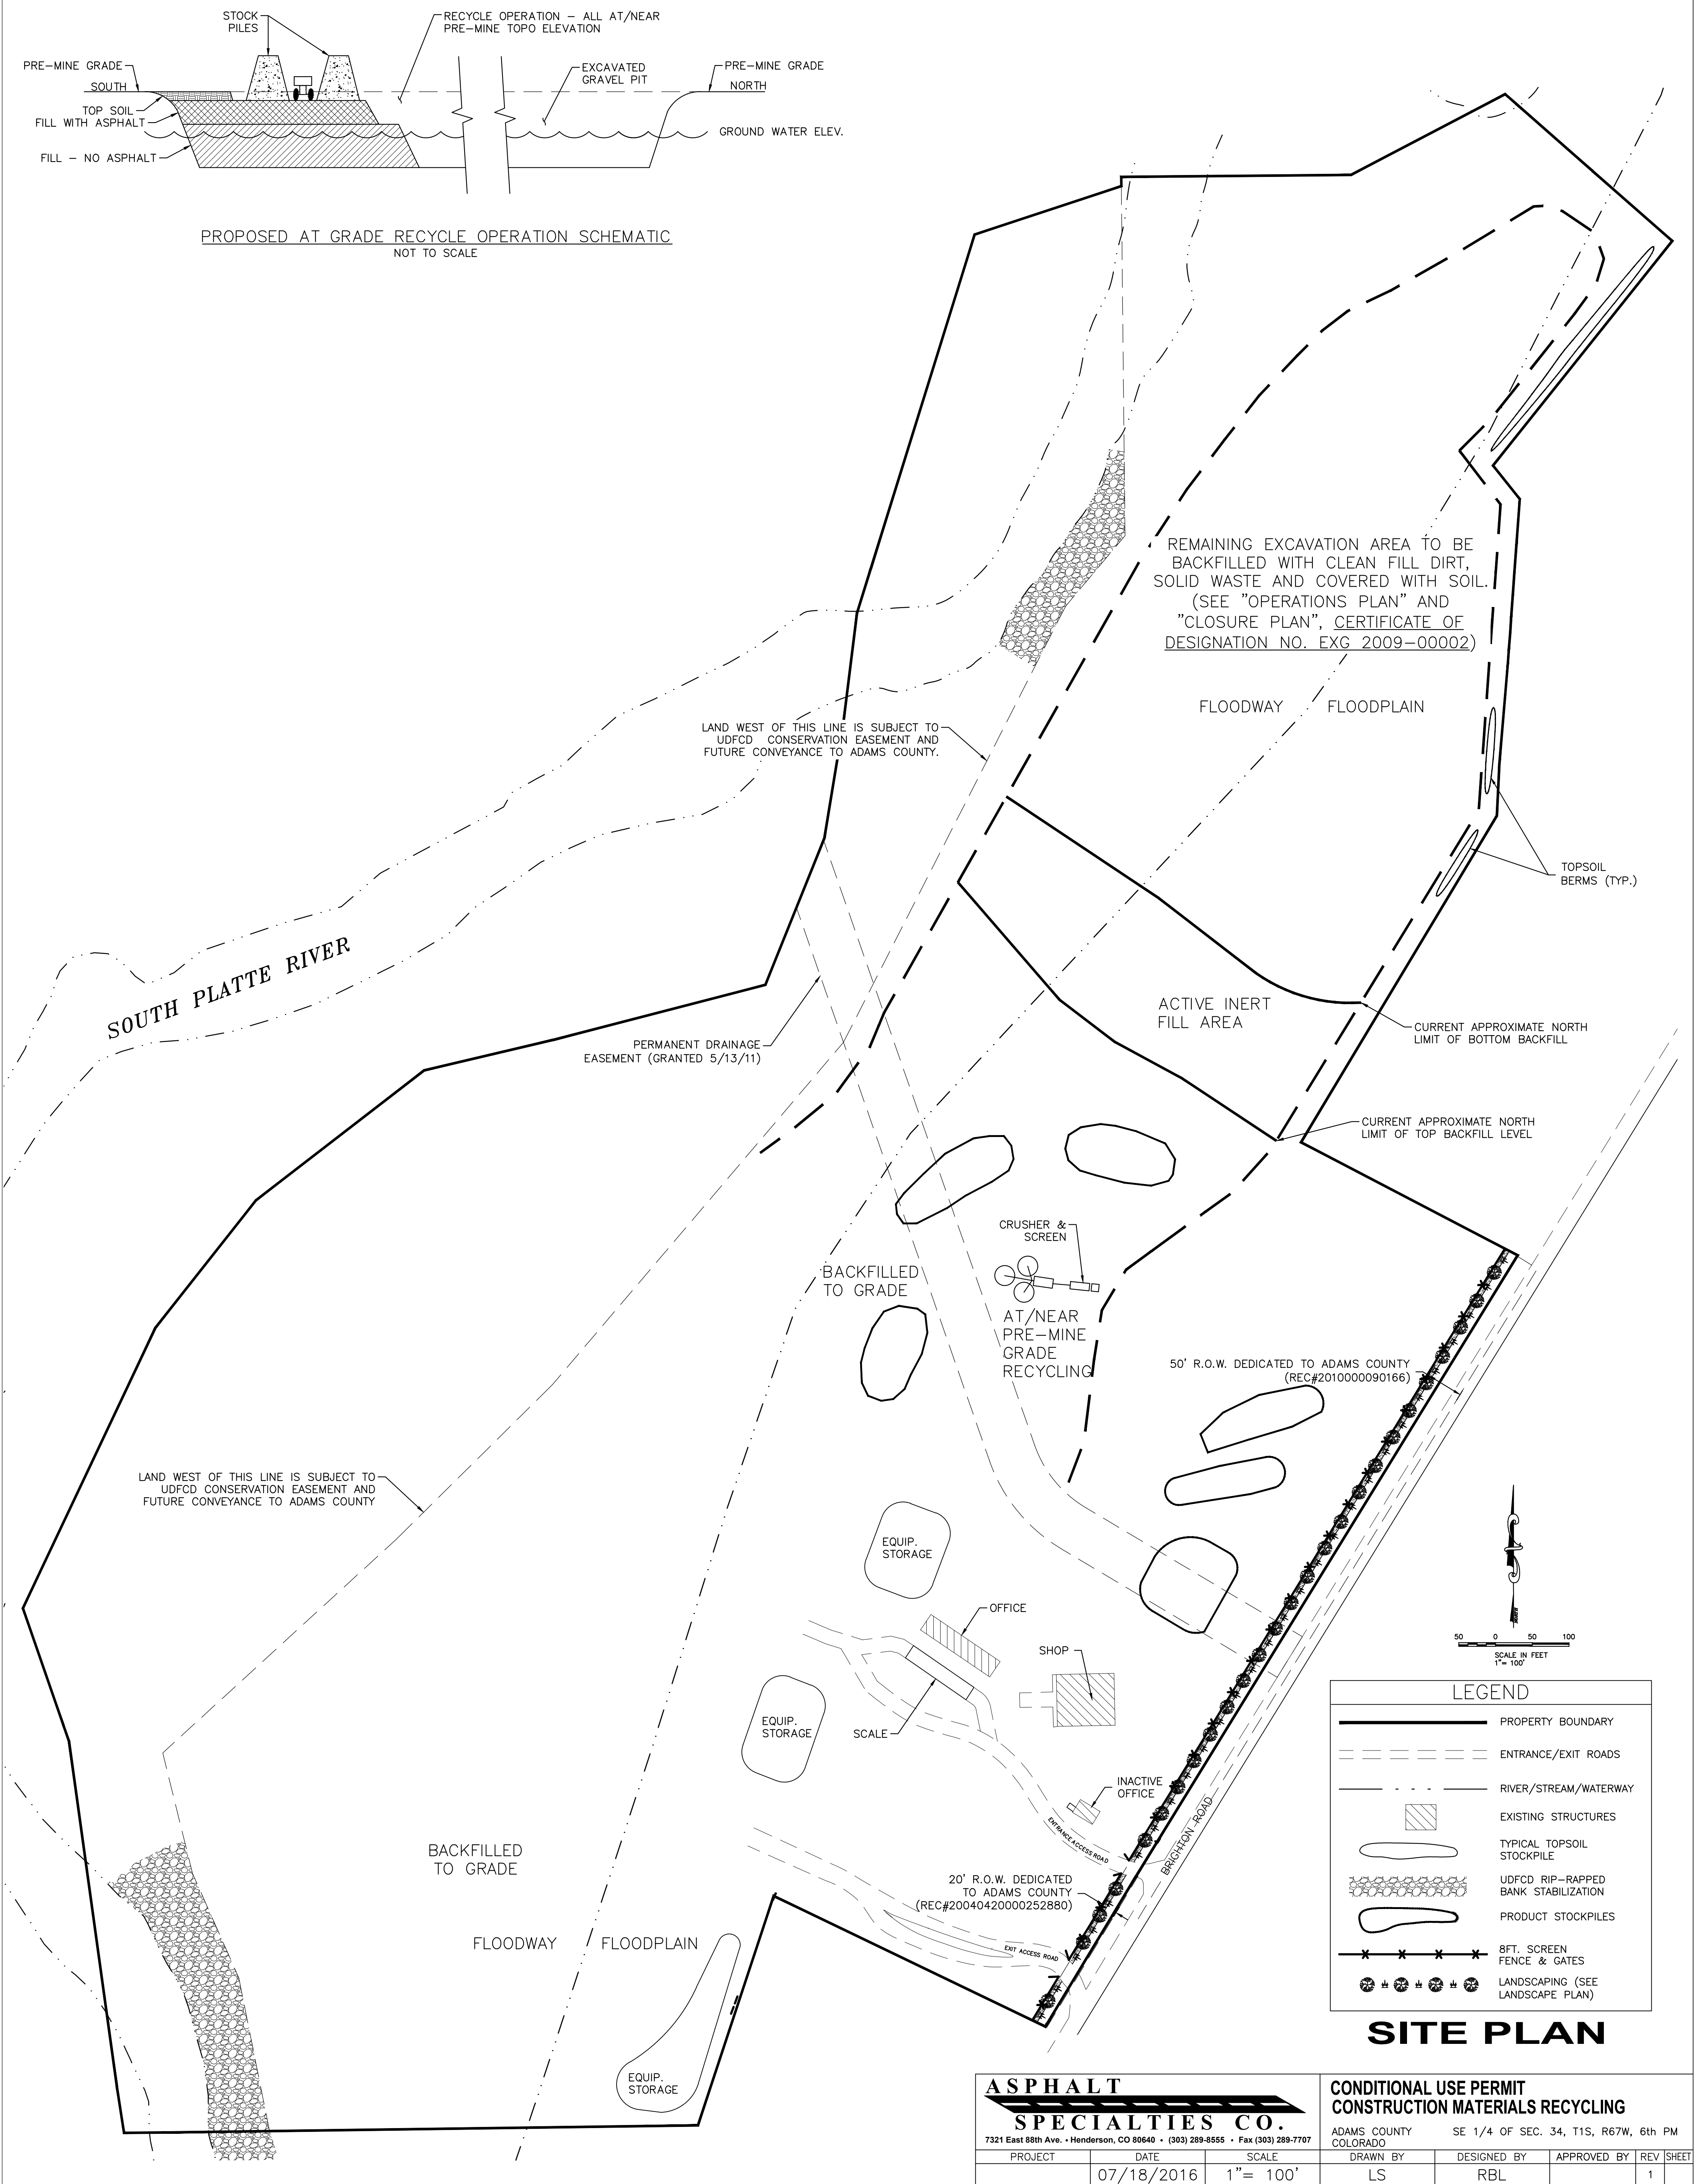 STOCK
PILES
RECYCLE OPERATION – ALL AT/NEAR
PRE–MINE TOPO ELEVATION
PRE–MINE GRADE
SOUTH
EXCAVATED
GRAVEL PIT
PRE–MINE GRADE
NORTH
TOP SOIL
FILL WITH ASPHALT
GROUND WATER ELEV.
FILL – NO ASPHALT
PROPOSED AT GRADE RECYCLE OPERATION SCHEMATIC
NOT TO SCALE
REMAINING EXCAVATION AREA TO BE
BACKFILLED WITH CLEAN FILL DIRT,
SOLID WASTE AND COVERED WITH SOIL.
(SEE "OPERATIONS PLAN" AND
"CLOSURE PLAN", CERTIFICATE OF
DESIGNATION NO. EXG 2009–00002)
FLOODWAY
FLOODPLAIN
LAND WEST OF THIS LINE IS SUBJECT TO
UDFCD CONSERVATION EASEMENT AND
FUTURE CONVEYANCE TO ADAMS COUNTY.
TOPSOIL
BERMS (TYP.)
SOUTH PLATTE RIVER
ACTIVE INERT
FILL AREA
CURRENT APPROXIMATE NORTH
LIMIT OF BOTTOM BACKFILL
PERMANENT DRAINAGE
EASEMENT (GRANTED 5/13/11)
CURRENT APPROXIMATE NORTH
LIMIT OF TOP BACKFILL LEVEL
CRUSHER &
SCREEN
BACKFILLED
TO GRADE
AT/NEAR
PRE–MINE
GRADE
RECYCLING
50' R.O.W. DEDICATED TO ADAMS COUNTY
(REC#2010000090166)
LAND WEST OF THIS LINE IS SUBJECT TO
UDFCD CONSERVATION EASEMENT AND
FUTURE CONVEYANCE TO ADAMS COUNTY
EQUIP.
STORAGE
OFFICE
SHOP
EQUIP.
STORAGE
SCALE
INACTIVE
OFFICE
ENTRANCE ACCESS ROAD
BRIGHTON ROAD
BACKFILLED
TO GRADE
20' R.O.W. DEDICATED
TO ADAMS COUNTY
(REC#20040420000252880)
EXIT ACCESS ROAD
FLOODWAY
FLOODPLAIN
EQUIP.
STORAGE
50 0 50 100
SCALE IN FEET
1"= 100'
LEGEND
PROPERTY BOUNDARY
ENTRANCE/EXIT ROADS
RIVER/STREAM/WATERWAY
EXISTING STRUCTURES
TYPICAL TOPSOIL
STOCKPILE
UDFCD RIP–RAPPED
BANK STABILIZATION
PRODUCT STOCKPILES
8FT. SCREEN
FENCE & GATES
LANDSCAPING (SEE
LANDSCAPE PLAN)
SITE PLAN
ASPHALT
SPECIALTIES CO.
7321 East 88th Ave. • Henderson, CO 80640 • (303) 289-8555 • Fax (303) 289-7707
CONDITIONAL USE PERMIT
CONSTRUCTION MATERIALS RECYCLING
ADAMS COUNTY
COLORADO
SE 1/4 OF SEC. 34, T1S, R67W, 6th PM
PROJECT DATE SCALE DRAWN BY DESIGNED BY APPROVED BY REV SHEET
07/18/2016 1"= 100' LS RBL 1